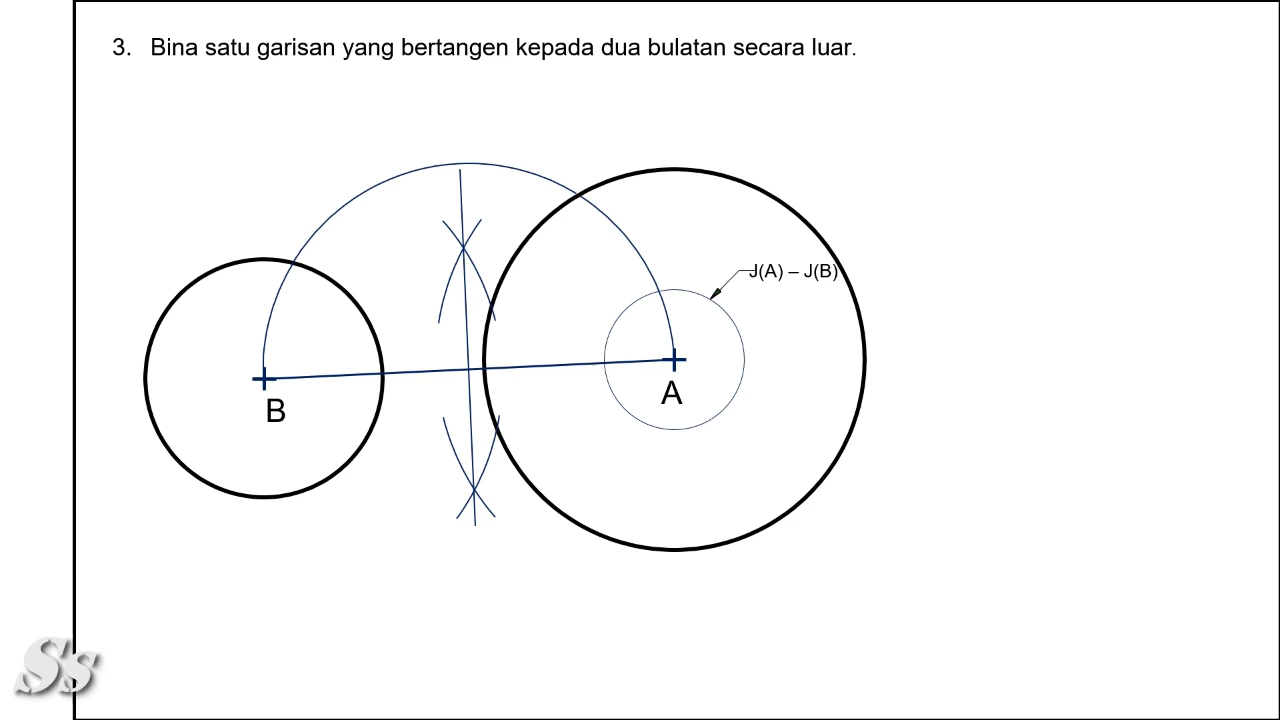 3. Bina satu garisan yang bertangen kepada dua bulatan secara luar.
J(A) – J(B)
A
B
Ss